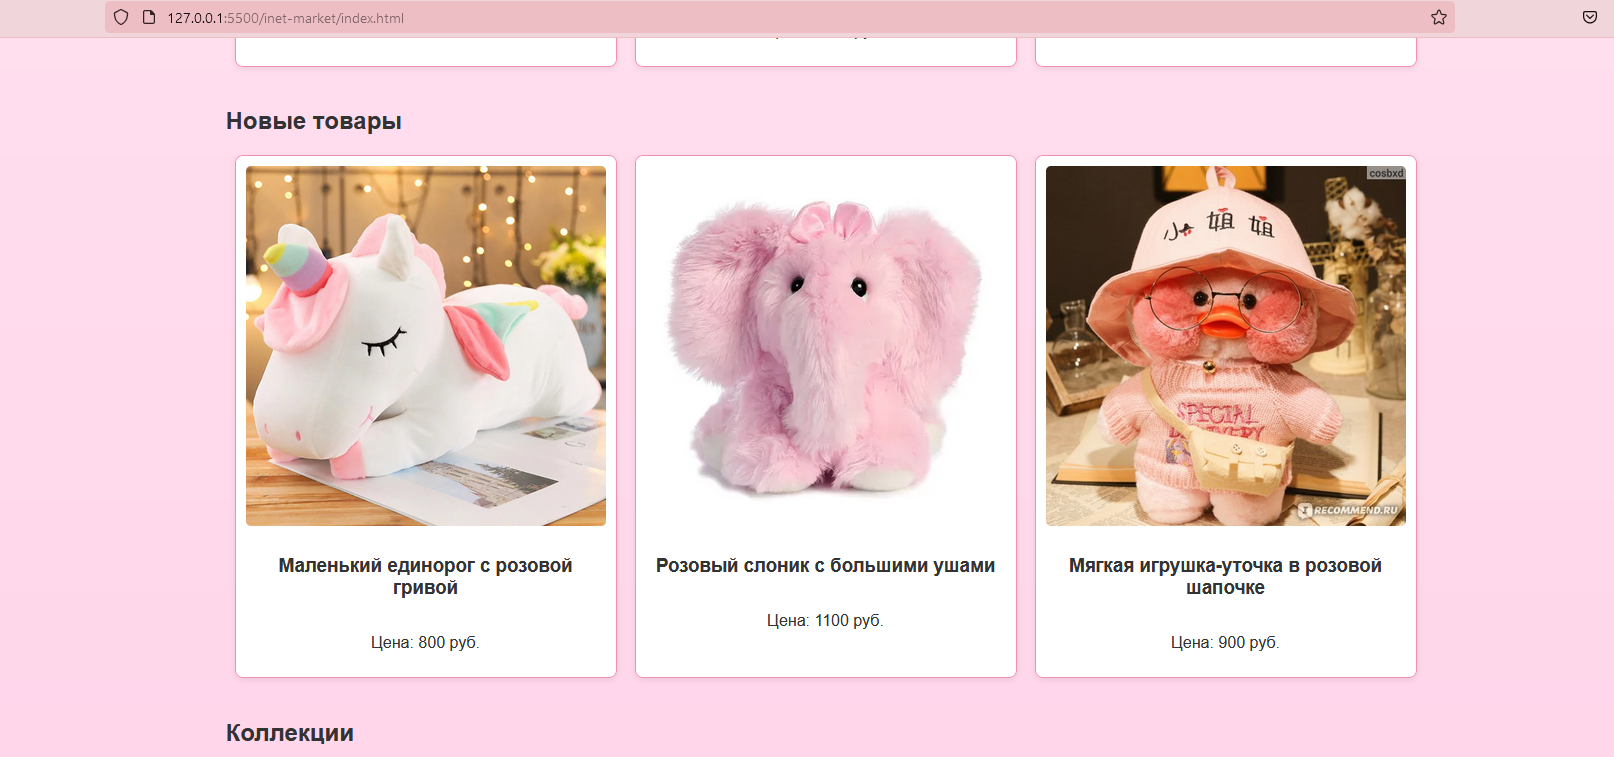 127.0.0.1:5500/inet-market/index.html
Новые товары
cosbxd
小 姐 姐
SPECIAL
DELIVERY
RECOMMEND.RU
Маленький единорог с розовой
гривой
Цена: 800 руб.
Розовый слоник с большими ушами
Цена: 1100 руб.
Мягкая игрушка-уточка в розовой
шапочке
Цена: 900 руб.
Коллекции